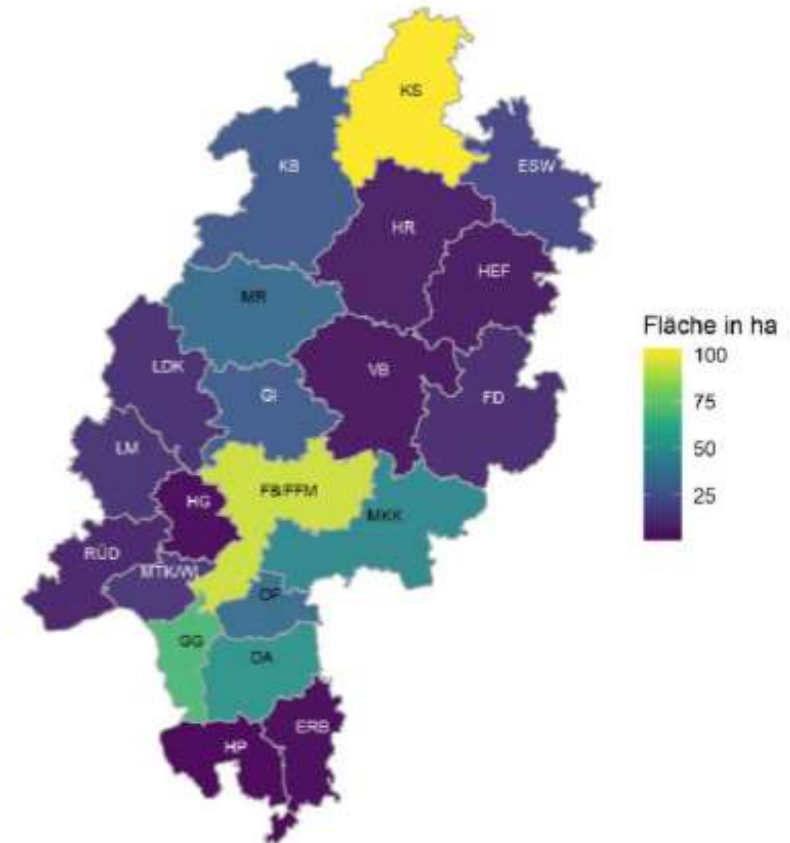 KS
KB
ESW
HR
HEF
MR
Fläche in ha
100
LDK
VB
75
GI
FD
50
LM
25
HG
FB/FFM
MKK
RÜD
MTK/WI
OF
GG
DA
ERB
HP